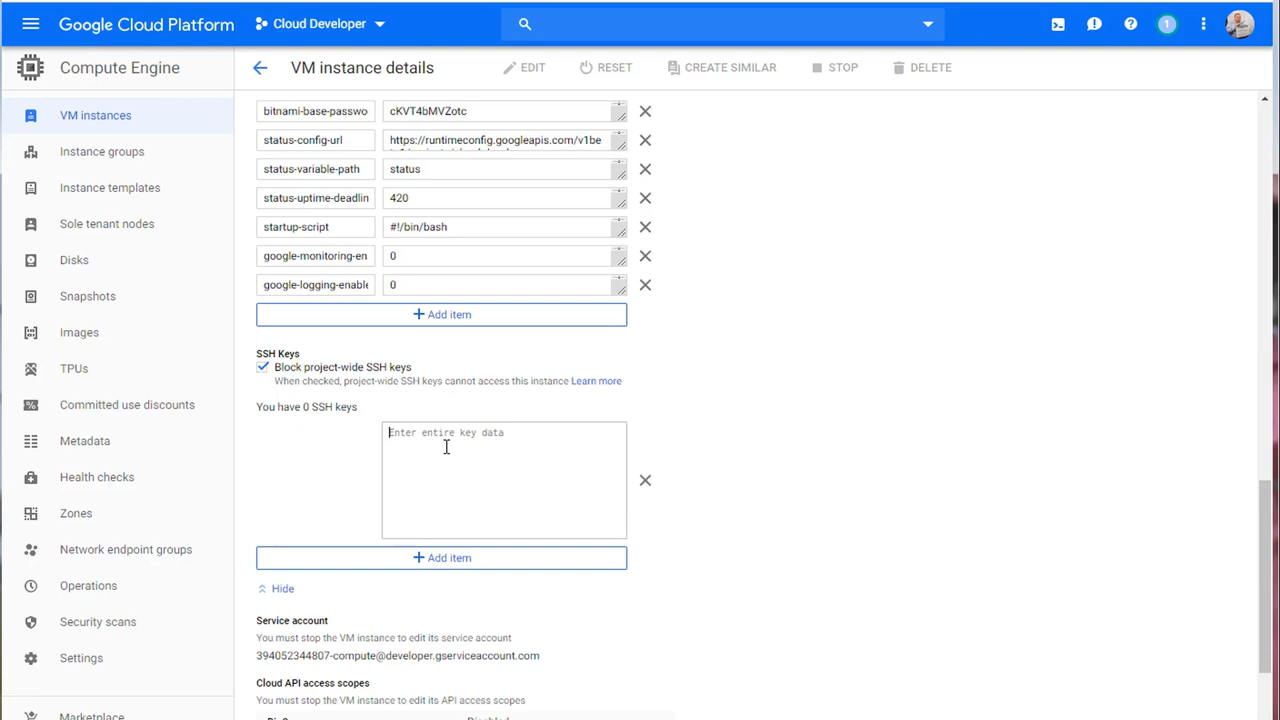 Google Cloud Platform
Cloud Developer
1
Compute Engine
VM instance details
EDIT
RESET
CREATE SIMILAR
STOP
DELETE
VM instances
Instance groups
Instance templates
Sole tenant nodes
Disks
Snapshots
Images
TPUs
Committed use discounts
Metadata
Health checks
Zones
Network endpoint groups
Operations
Security scans
Settings
Marketplace
bitnami-base-passwo cKVT4bMVZotc
status-config-url https://runtimeconfig.googleapis.com/v1be
status-variable-path status
status-uptime-deadlin 420
startup-script #!/bin/bash
google-monitoring-en 0
google-logging-enable 0
Add item
SSH Keys
Block project-wide SSH keys
When checked, project-wide SSH keys cannot access this instance Learn more
You have 0 SSH keys
Enter entire key data
Add item
Hide
Service account
You must stop the VM instance to edit its service account
394052344807-compute@developer.gserviceaccount.com
Cloud API access scopes
You must stop the VM instance to edit its API access scopes